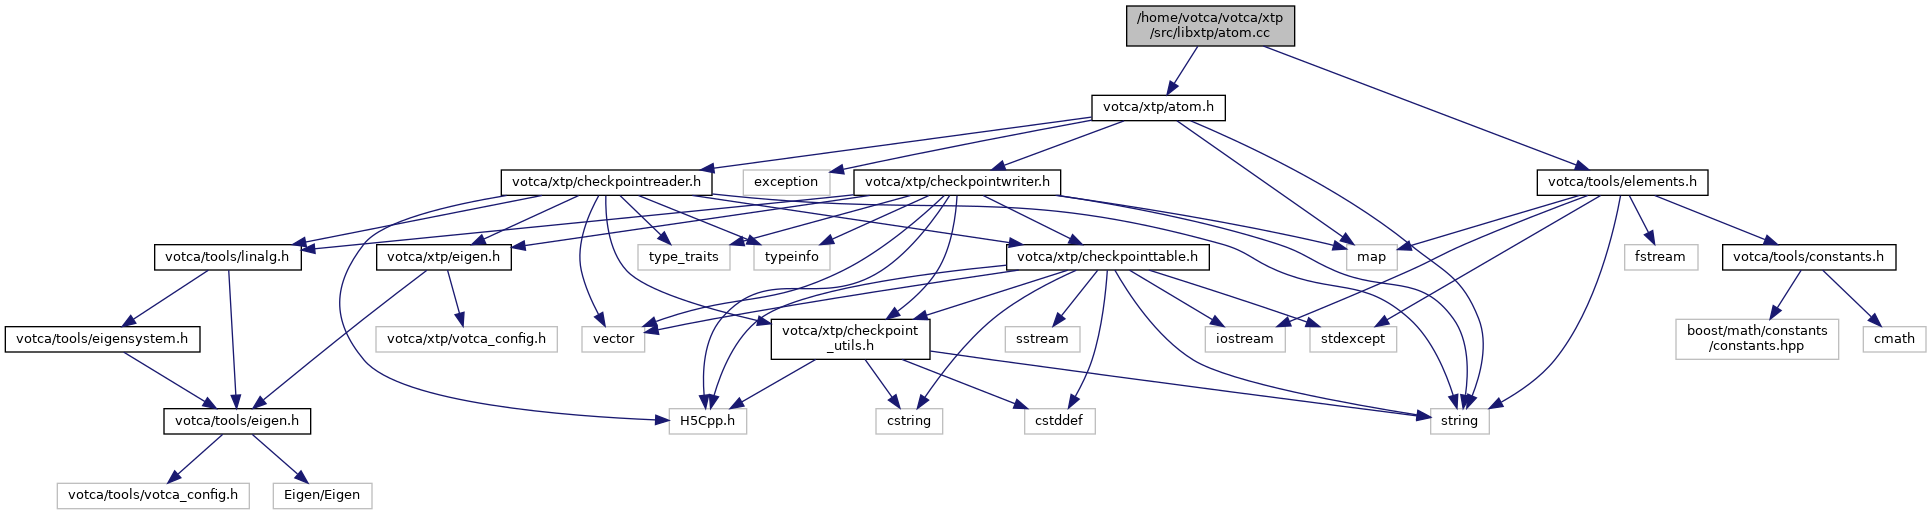 /home/votca/votca/xtp
/src/libxtp/atom.cc
votca/xtp/atom.h
votca/xtp/checkpointreader.h
exception
votca/xtp/checkpointwriter.h
votca/tools/elements.h
votca/tools/linalg.h
votca/xtp/eigen.h
type_traits
typeinfo
votca/xtp/checkpointtable.h
map
fstream
votca/tools/constants.h
votca/tools/eigensystem.h
votca/xtp/votca_config.h
vector
votca/xtp/checkpoint
_utils.h
sstream
iostream
stdexcept
boost/math/constants
/constants.hpp
cmath
votca/tools/eigen.h
H5Cpp.h
cstring
cstddef
string
votca/tools/votca_config.h
Eigen/Eigen